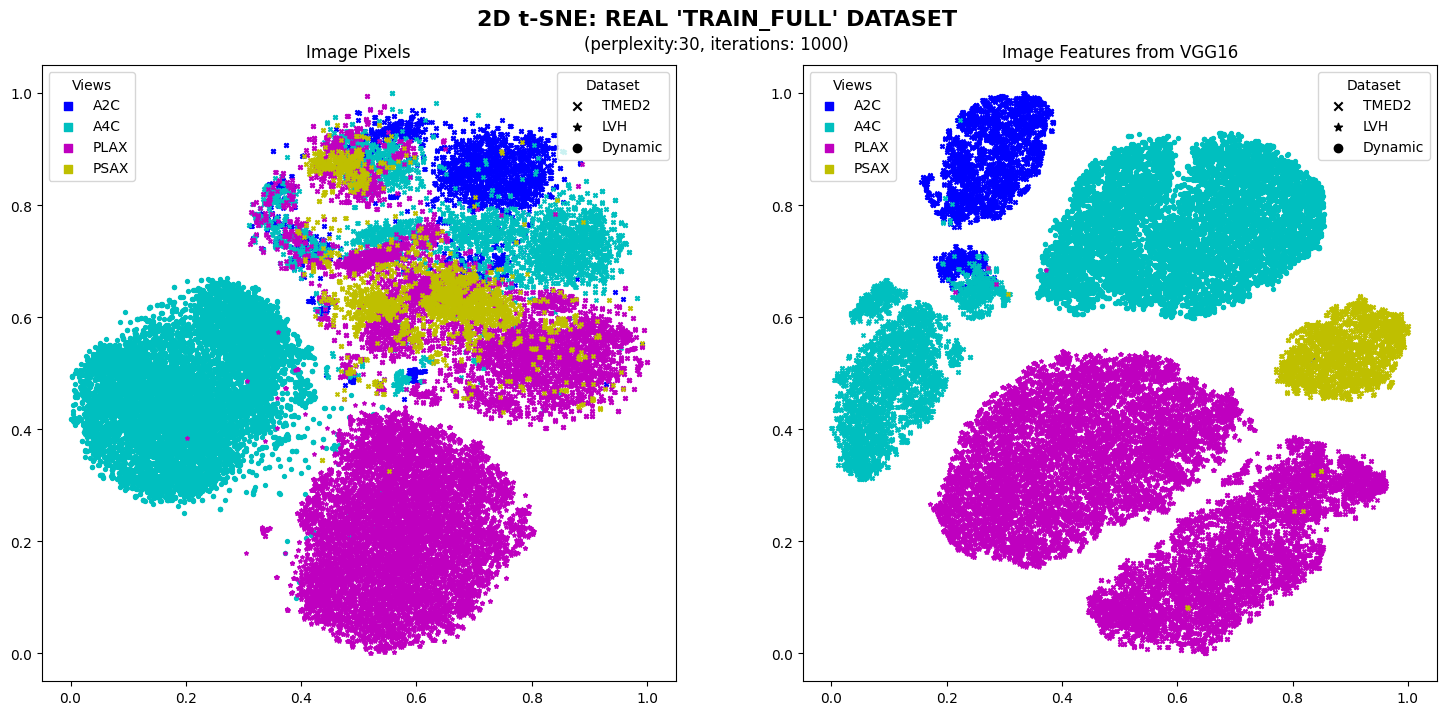 2D t-SNE: REAL 'TRAIN_FULL' DATASET
(perplexity:30, iterations: 1000)
Image Pixels
Views
A2C
A4C
PLAX
PSAX
Dataset
TMED2
LVH
Dynamic
1.0
0.8
0.6
0.4
0.2
0.0
0.0 0.2 0.4 0.6 0.8 1.0
Image Features from VGG16
Views
A2C
A4C
PLAX
PSAX
Dataset
TMED2
LVH
Dynamic
1.0
0.8
0.6
0.4
0.2
0.0
0.0 0.2 0.4 0.6 0.8 1.0